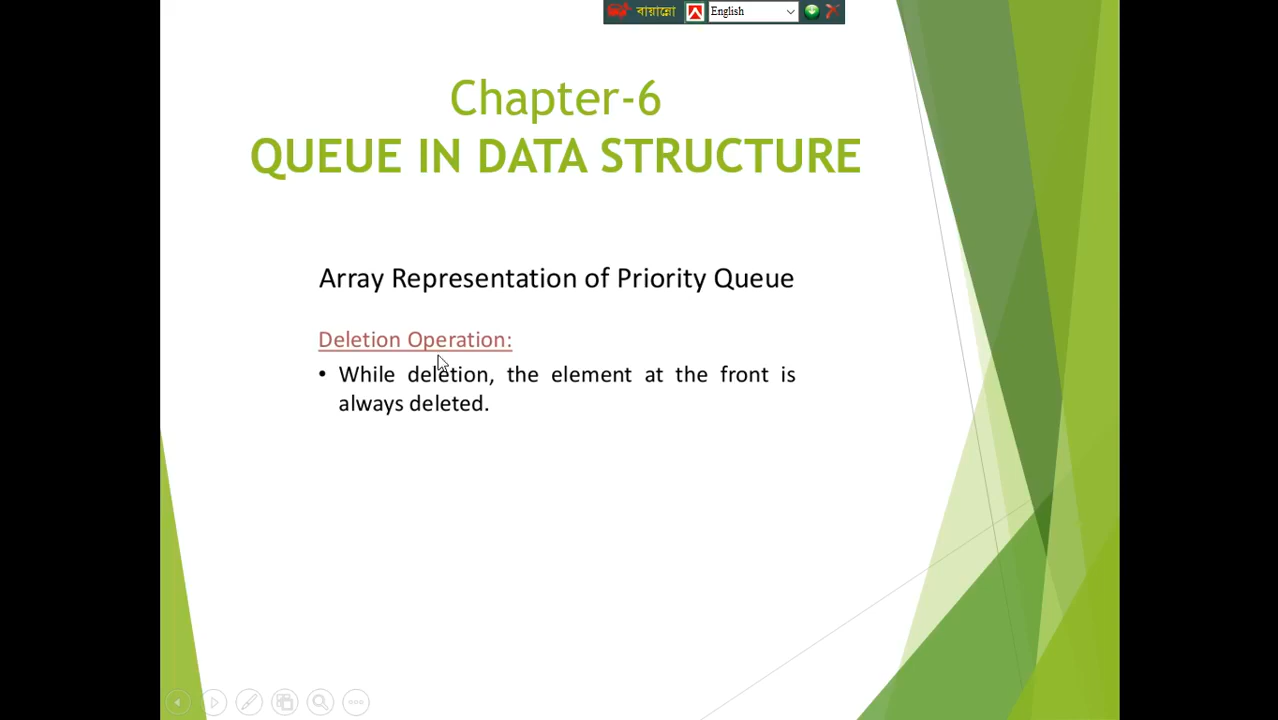 বায়ান্নো English
Chapter-6
QUEUE IN DATA STRUCTURE
Array Representation of Priority Queue
Deletion Operation:
• While deletion, the element at the front is
always deleted.